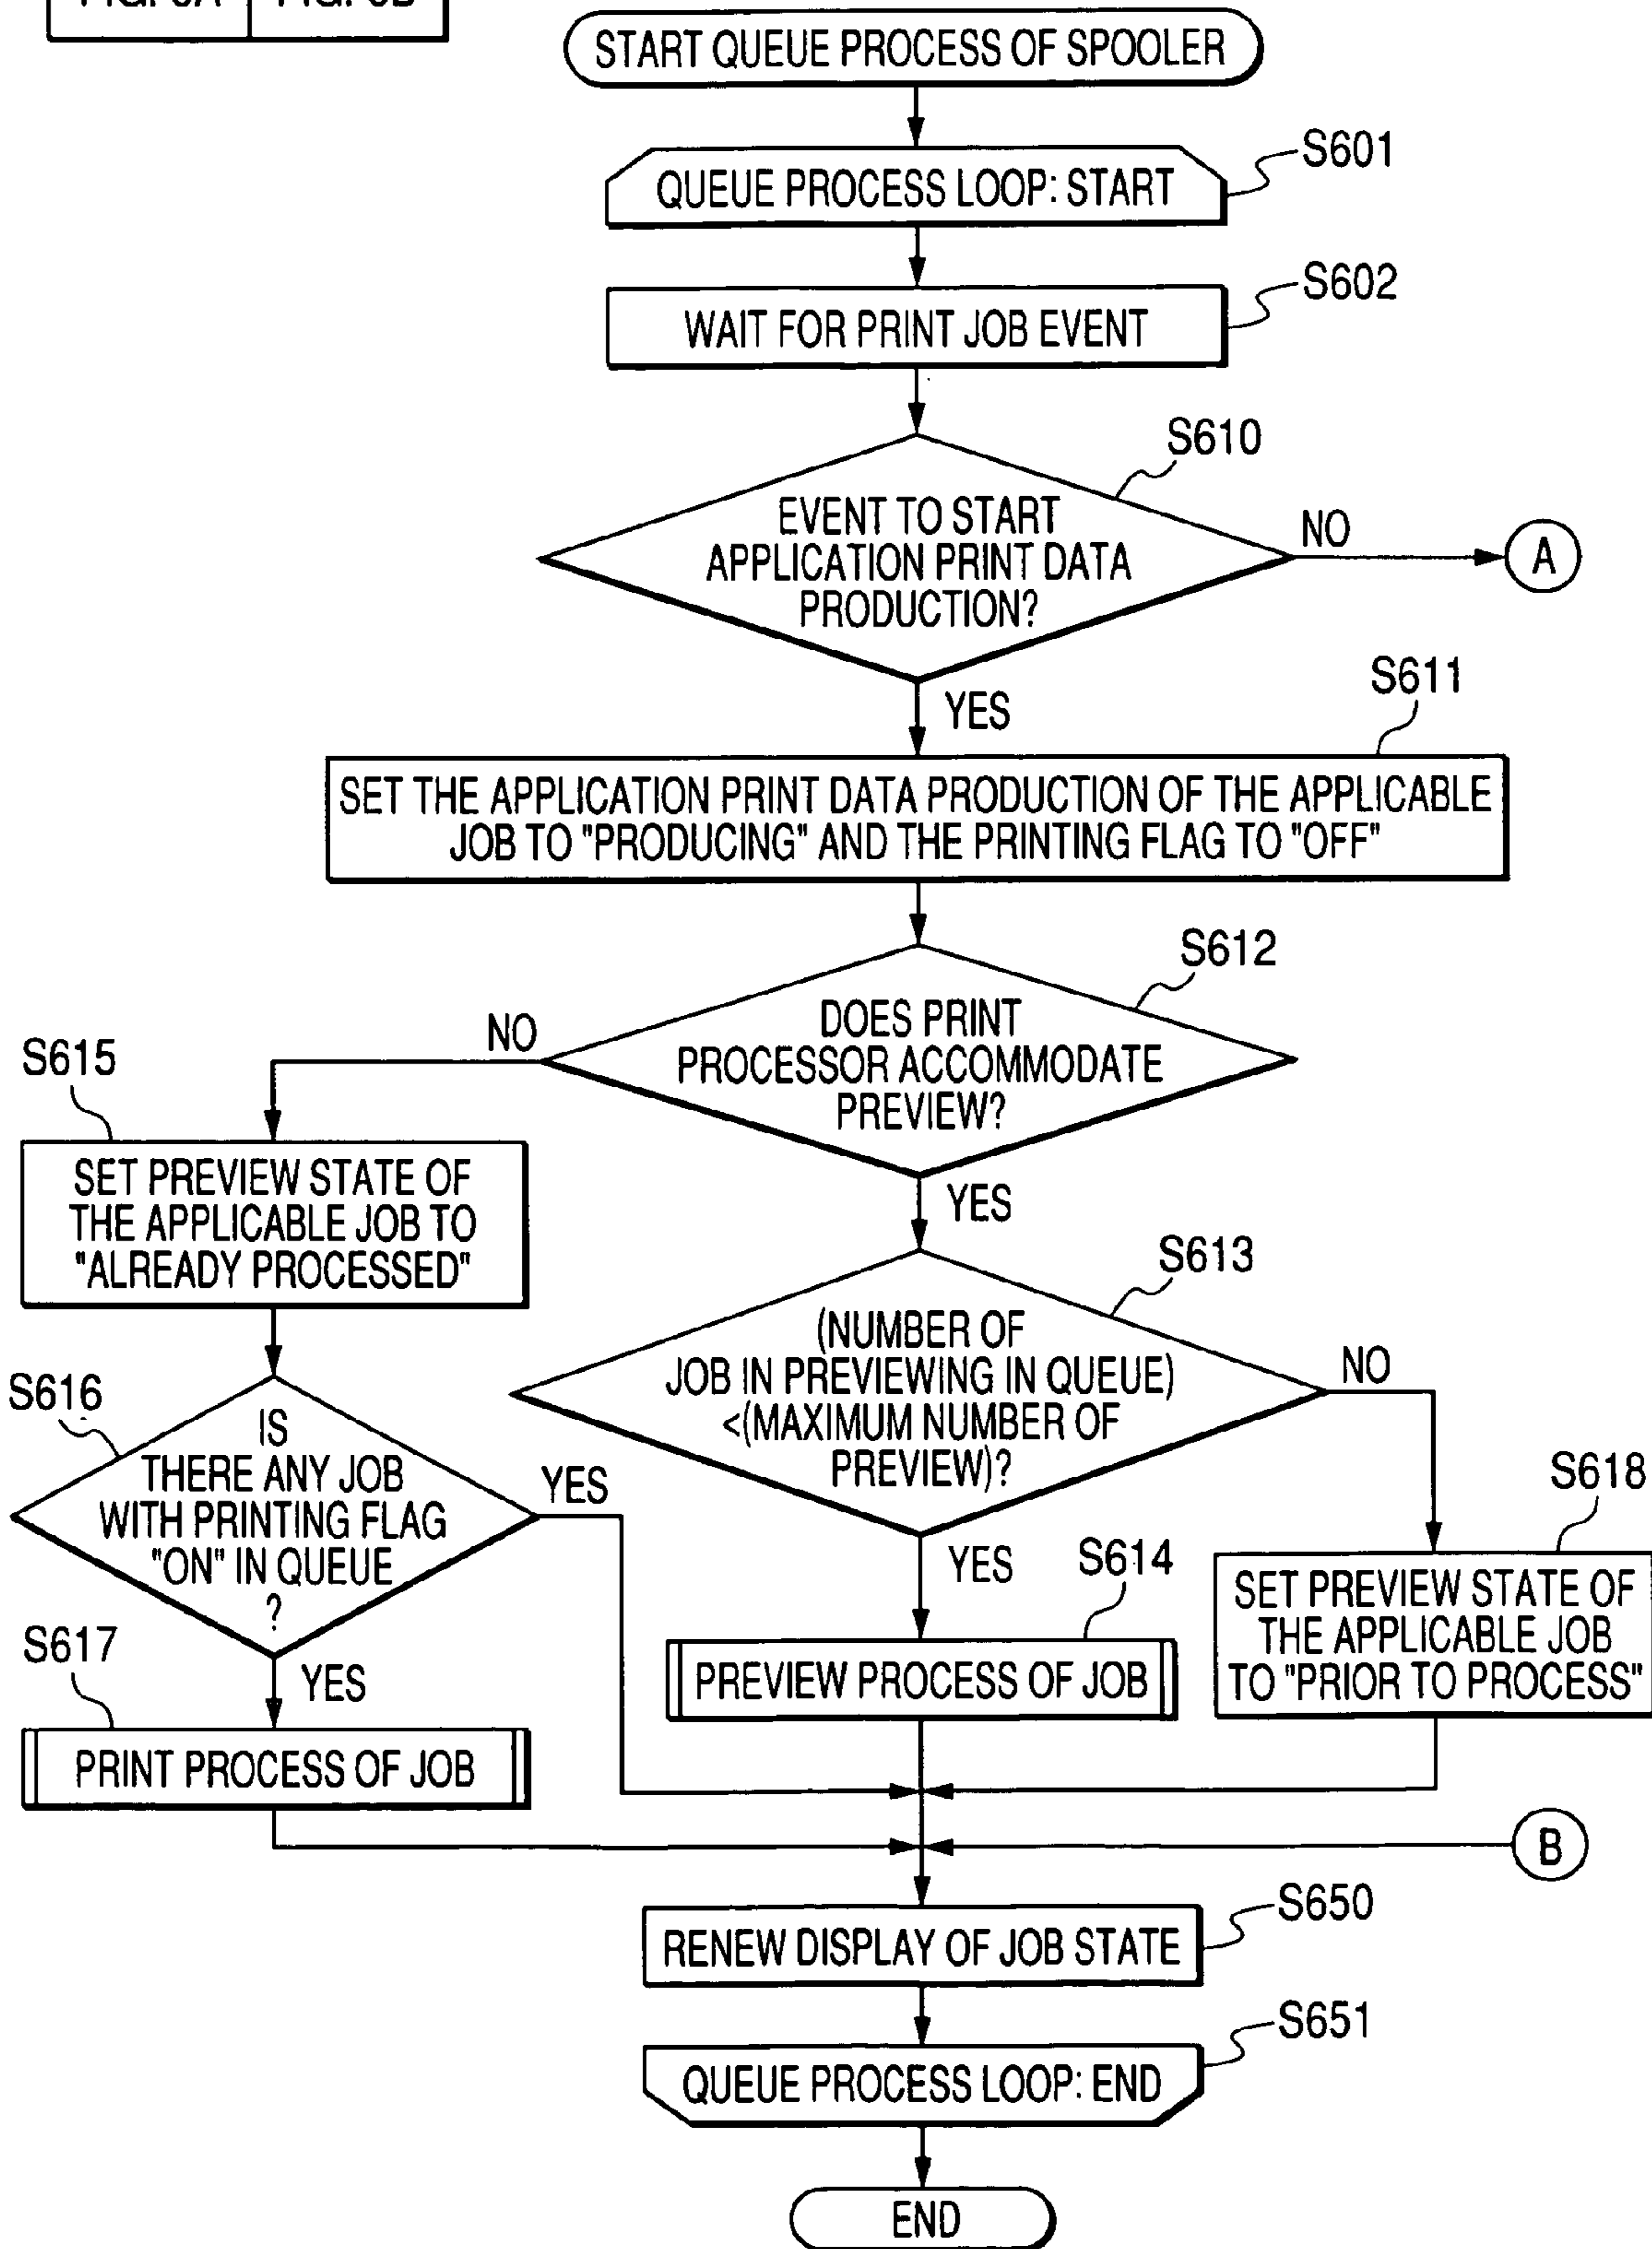 START QUEUE PROCESS OF SPOOLER
S601
QUEUE PROCESS LOOP: START
S602
WAIT FOR PRINT JOB EVENT
S610
EVENT TO START
APPLICATION PRINT DATA
PRODUCTION?
NO
A
YES
S611
SET THE APPLICATION PRINT DATA PRODUCTION OF THE APPLICABLE
JOB TO "PRODUCING" AND THE PRINTING FLAG TO "OFF"
S612
DOES PRINT
PROCESSOR ACCOMMODATE
PREVIEW?
NO
YES
S615
SET PREVIEW STATE OF
THE APPLICABLE JOB TO
"ALREADY PROCESSED"
S613
(NUMBER OF
JOB IN PREVIEWING IN QUEUE)
<(MAXIMUM NUMBER OF
PREVIEW)?
NO
YES
S616
IS
THERE ANY JOB
WITH PRINTING FLAG
"ON" IN QUEUE
?
YES
YES
S618
SET PREVIEW STATE OF
THE APPLICABLE JOB
TO "PRIOR TO PROCESS"
S614
PREVIEW PROCESS OF JOB
S617
PRINT PROCESS OF JOB
B
S650
RENEW DISPLAY OF JOB STATE
S651
QUEUE PROCESS LOOP: END
END